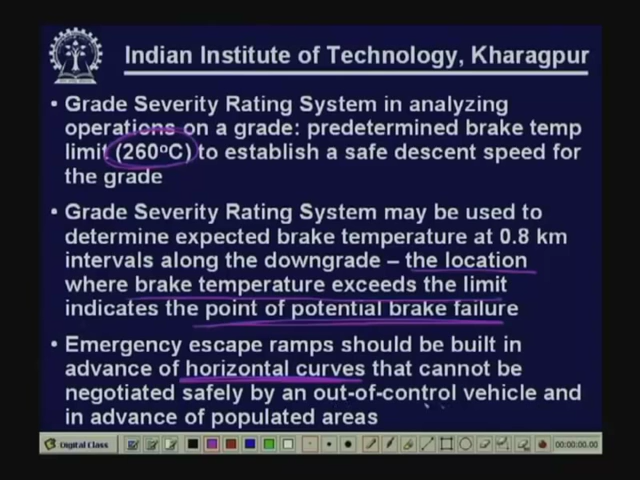 Indian Institute of Technology, Kharagpur
• Grade Severity Rating System in analyzing
operations on a grade: predetermined brake temp
limit (260°C) to establish a safe descent speed for
the grade
• Grade Severity Rating System may be used to
determine expected brake temperature at 0.8 km
intervals along the downgrade – the location
where brake temperature exceeds the limit
indicates the point of potential brake failure
• Emergency escape ramps should be built in
advance of horizontal curves that cannot be
negotiated safely by an out-of-control vehicle and
in advance of populated areas
Digital Class
00:00:00.00